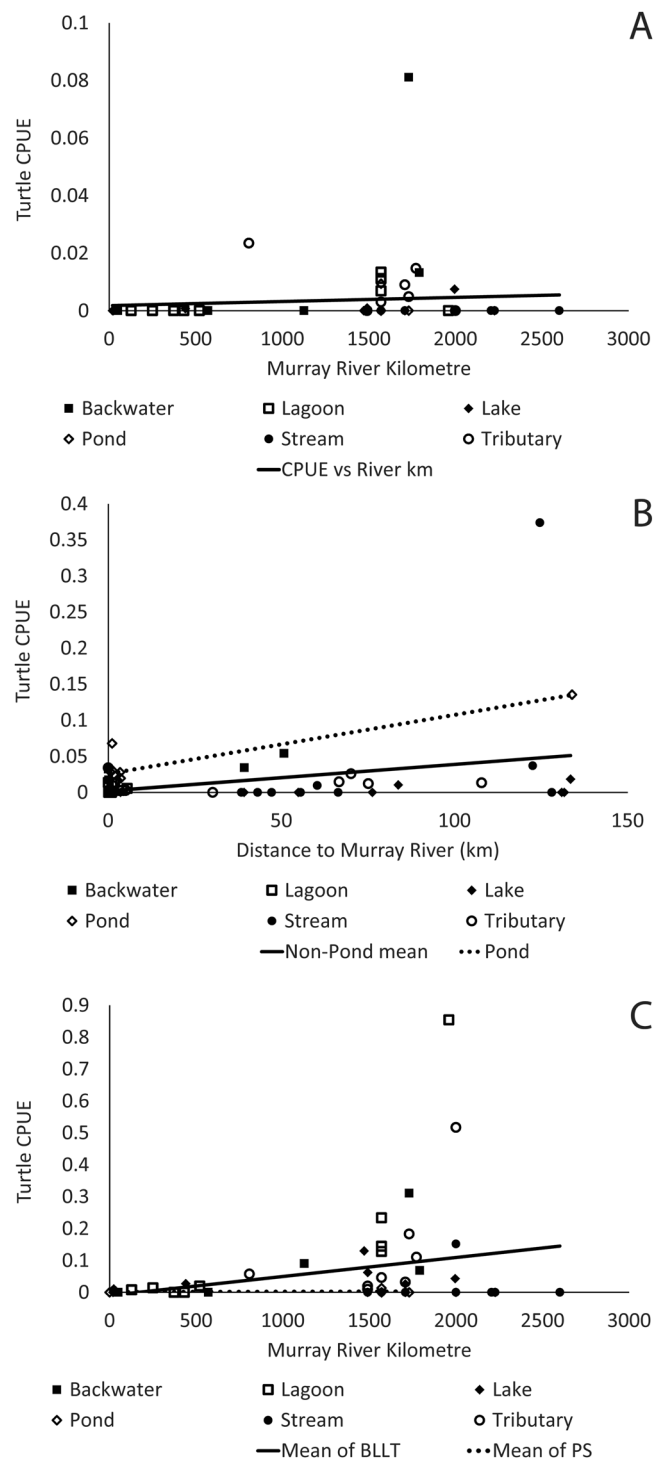 A
0.1
0.08
0.06
0.04
0.02
0
Turtle CPUE
0 500 1000 1500 2000 2500 3000
Murray River Kilometre
Backwater Lagoon Lake
Pond Stream Tributary
CPUE vs River km
B
0.4
0.35
0.3
0.25
0.2
0.15
0.1
0.05
0
Turtle CPUE
0 50 100 150
Distance to Murray River (km)
Backwater Lagoon Lake
Pond Stream Tributary
Non-Pond mean Pond
C
0.9
0.8
0.7
0.6
0.5
0.4
0.3
0.2
0.1
0
Turtle CPUE
0 500 1000 1500 2000 2500 3000
Murray River Kilometre
Backwater Lagoon Lake
Pond Stream Tributary
Mean of BLLT Mean of PS